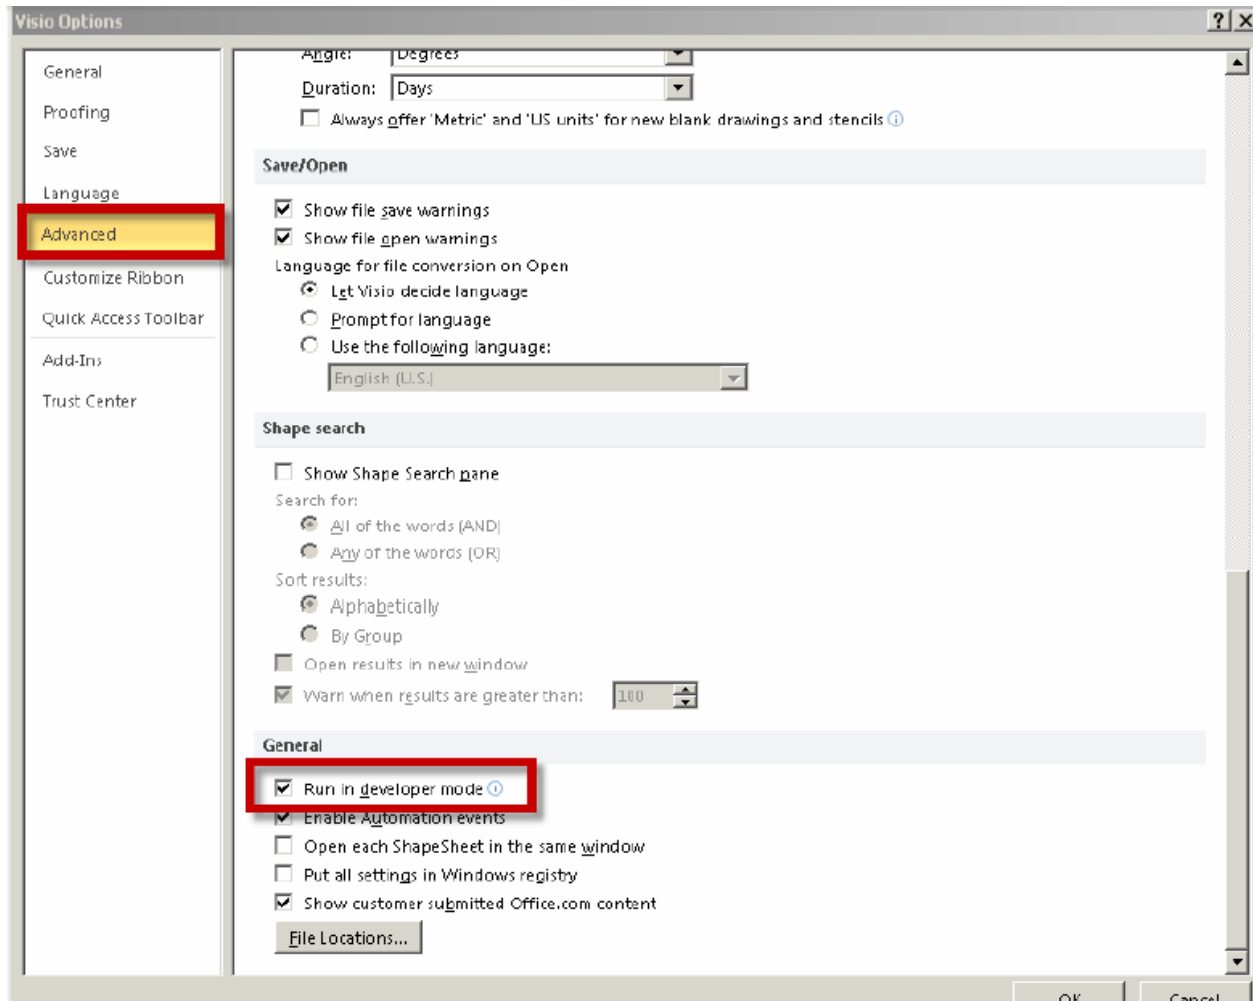 Visio Options
General
Proofing
Save
Language
Advanced
Customize Ribbon
Quick Access Toolbar
Add-Ins
Trust Center
Angle: Degrees
Duration: Days
Always offer 'Metric' and 'US units' for new blank drawings and stencils
Save/Open
Show file save warnings
Show file open warnings
Language for file conversion on Open
Let Visio decide language
Prompt for language
Use the following language:
English (U.S.)
Shape search
Show Shape Search pane
Search for:
All of the words (AND)
Any of the words (OR)
Sort results:
Alphabetically
By Group
Open results in new window
Warn when results are greater than: 100
General
Run in developer mode
Enable Automation events
Open each ShapeSheet in the same window
Put all settings in Windows registry
Show customer submitted Office.com content
File Locations...
OK Cancel